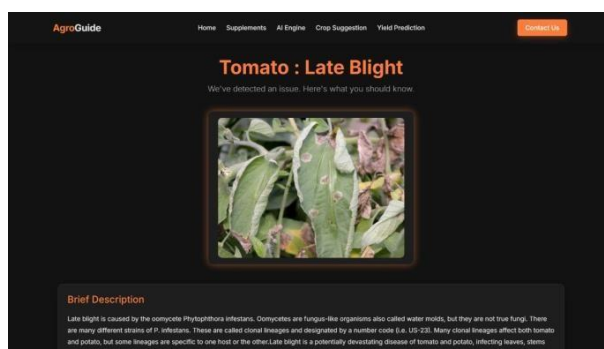 AgroGuide
Home Supplements AI Engine Crop Suggestion Yield Prediction
Contact Us
Tomato : Late Blight
We've detected an issue. Here's what you should know.
Brief Description
Late blight is caused by the oomycete Phytophthora infestans. Oomycetes are fungus-like organisms also called water molds, but they are not true fungi. There
are many different strains of P. infestans. These are called clonal lineages and designated by a number code (i.e. US-23). Many clonal lineages affect both tomato
and potato, but some lineages are specific to one host or the other.Late blight is a potentially devastating disease of tomato and potato, infecting leaves, stems